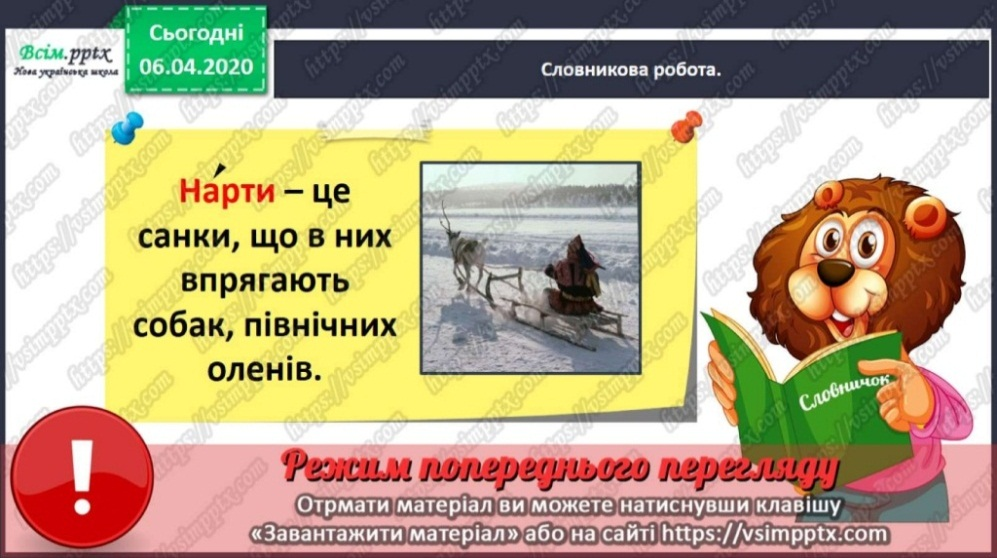 Всім.pptx
Нова українська школа
Сьогодні
06.04.2020
Словникова робота.
На́рти – це
санки, що в них
впрягають
собак, північних
оленів.
Словничок
Режим попереднього перегляду
Отрмати матеріал ви можете натиснувши клавішу
«Завантажити матеріал» або на сайті https://vsimpptx.com